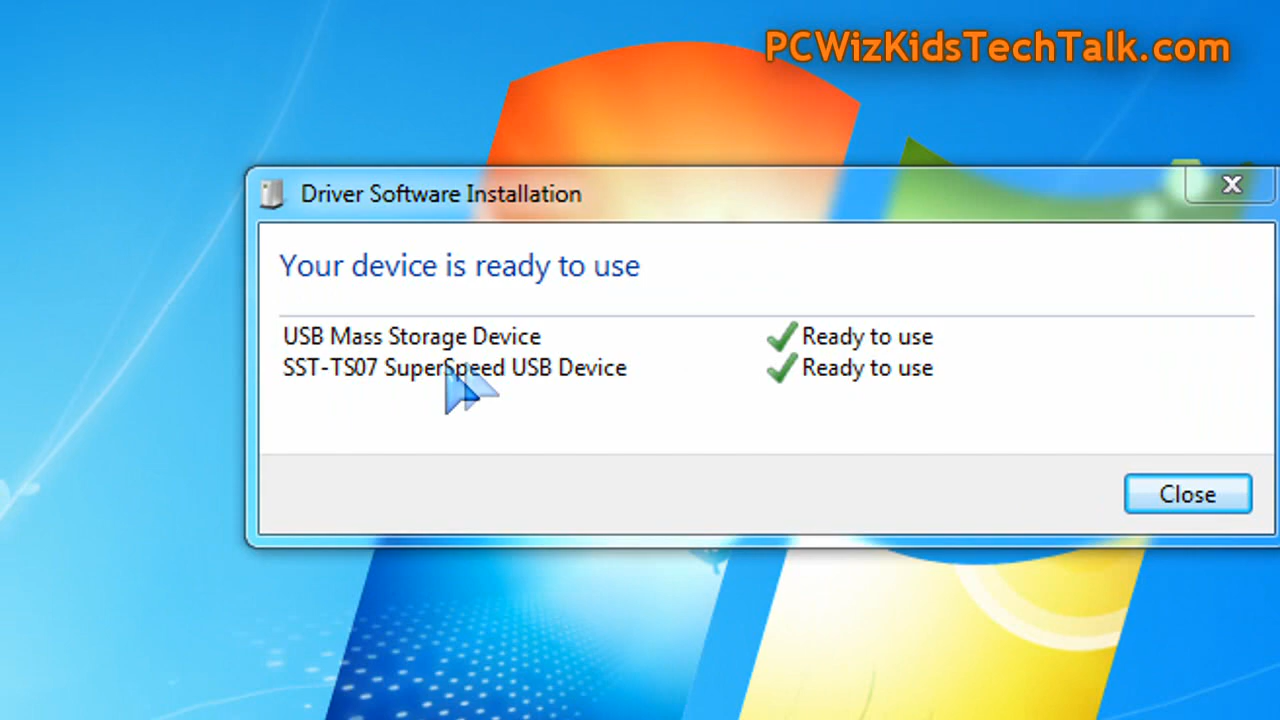 PCWizKidsTechTalk.com
Driver Software Installation
Your device is ready to use
USB Mass Storage Device Ready to use
SST-TS07 SuperSpeed USB Device Ready to use
Close